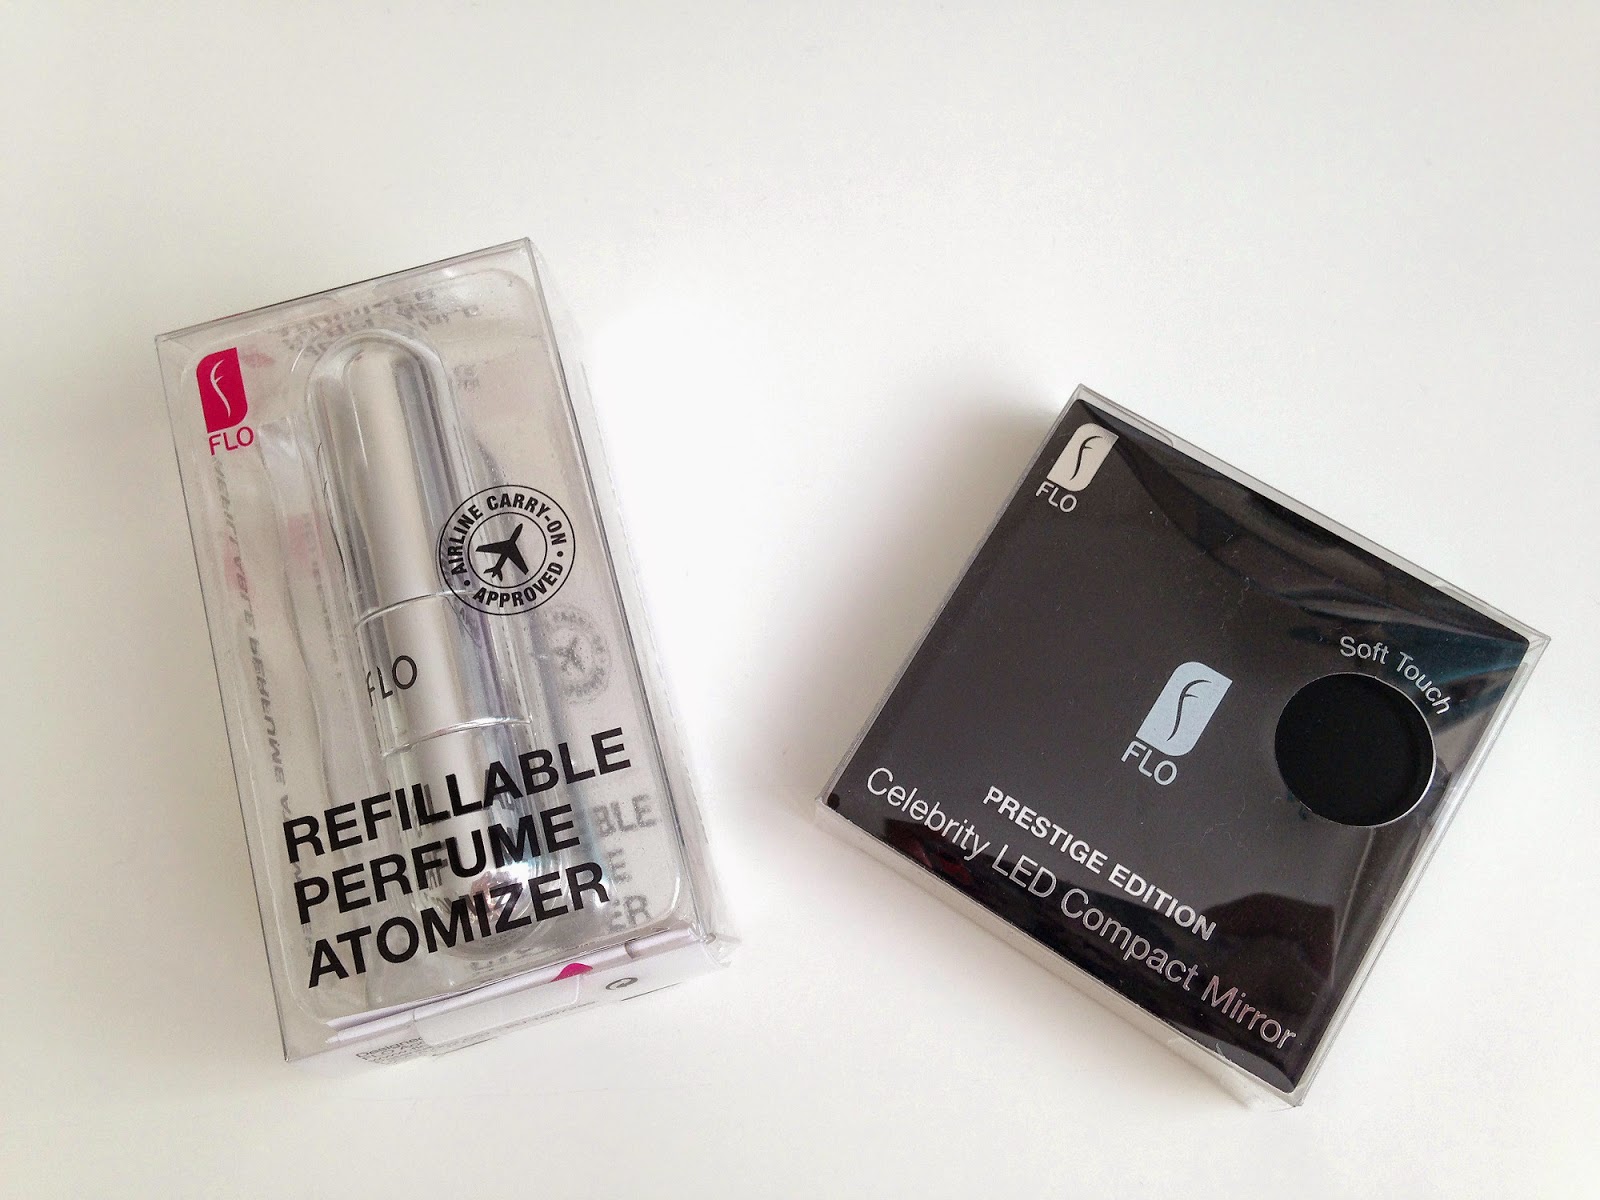 FLO
AIRLINE CARRY-ON
APPROVED
FLO
REFILLABLE
PERFUME
ATOMIZER
FLO
Soft Touch
FLO
PRESTIGE EDITION
Celebrity LED Compact Mirror